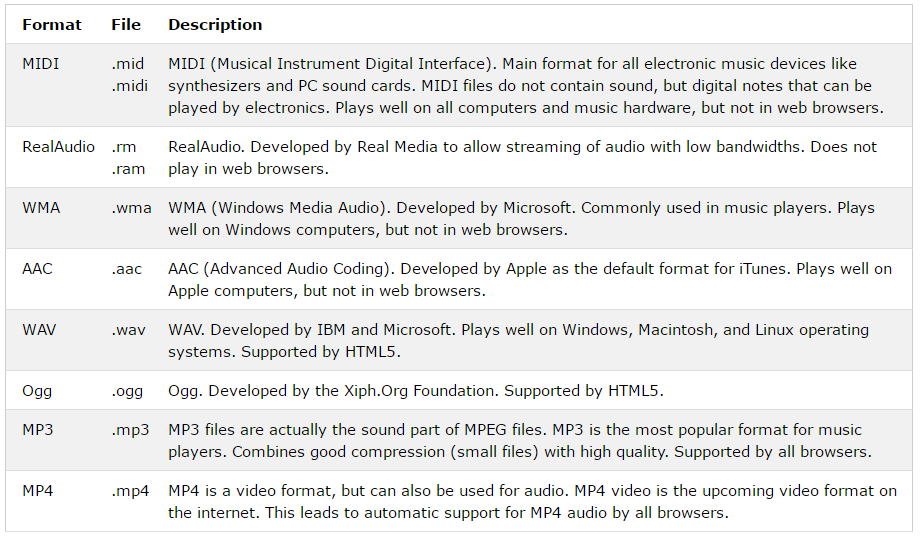 Format File Description
MIDI .mid MIDI (Musical Instrument Digital Interface). Main format for all electronic music devices like
.midi synthesizers and PC sound cards. MIDI files do not contain sound, but digital notes that can be
played by electronics. Plays well on all computers and music hardware, but not in web browsers.
RealAudio .rm RealAudio. Developed by Real Media to allow streaming of audio with low bandwidths. Does not
.ram play in web browsers.
WMA .wma WMA (Windows Media Audio). Developed by Microsoft. Commonly used in music players. Plays
well on Windows computers, but not in web browsers.
AAC .aac AAC (Advanced Audio Coding). Developed by Apple as the default format for iTunes. Plays well on
Apple computers, but not in web browsers.
WAV .wav WAV. Developed by IBM and Microsoft. Plays well on Windows, Macintosh, and Linux operating
systems. Supported by HTML5.
Ogg .ogg Ogg. Developed by the Xiph.Org Foundation. Supported by HTML5.
MP3 .mp3 MP3 files are actually the sound part of MPEG files. MP3 is the most popular format for music
players. Combines good compression (small files) with high quality. Supported by all browsers.
MP4 .mp4 MP4 is a video format, but can also be used for audio. MP4 video is the upcoming video format on
the internet. This leads to automatic support for MP4 audio by all browsers.